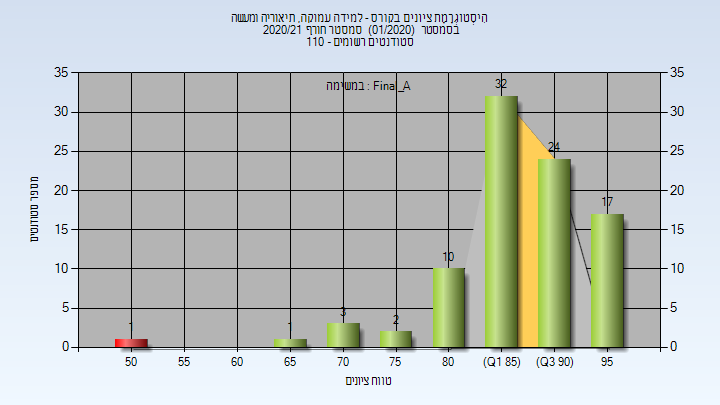 היסטוגרמת ציונים בקורס - למידה עמוקה, תיאוריה ומעשה
בסמסטר (01/2020) סמסטר חורף 2020/21
סטודנטים רשומים - 110
במשימה : Final_A
35 35
30 30
25 25
20 20
15 15
10 10
5 5
0 0
מספר סטודנטים
1 1 3 2 10 32 24 17
50 55 60 65 70 75 80 (Q1 85) (Q3 90) 95
טווח ציונים